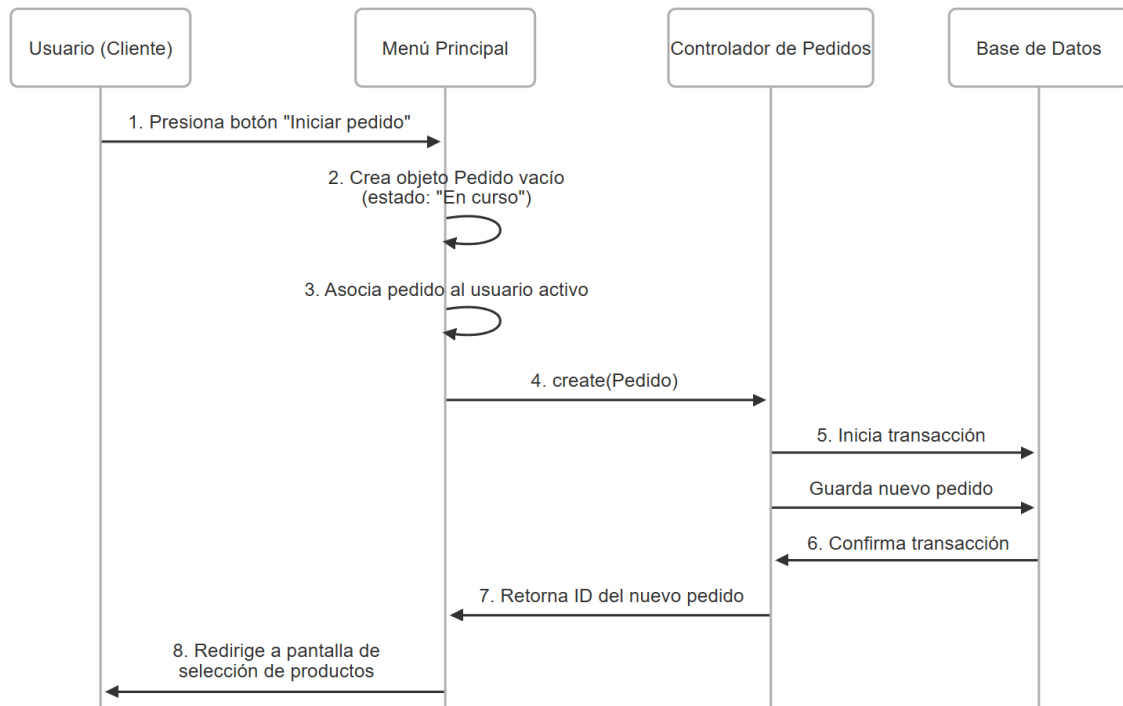 Usuario (Cliente)
Menú Principal
Controlador de Pedidos
Base de Datos
1. Presiona botón "Iniciar pedido"
2. Crea objeto Pedido vacío
(estado: "En curso")
3. Asocia pedido al usuario activo
4. create(Pedido)
5. Inicia transacción
Guarda nuevo pedido
6. Confirma transacción
7. Retorna ID del nuevo pedido
8. Redirige a pantalla de
selección de productos